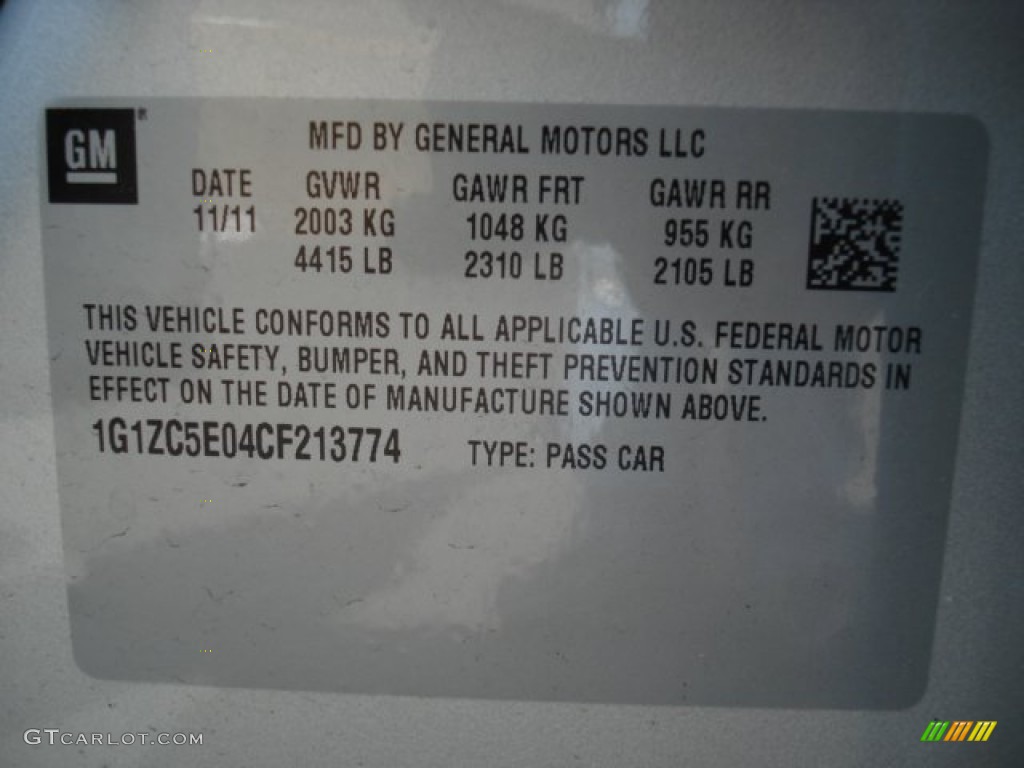 GM ®
MFD BY GENERAL MOTORS LLC
DATE GVWR GAWR FRT GAWR RR
11/11 2003 KG 1048 KG 955 KG
4415 LB 2310 LB 2105 LB
THIS VEHICLE CONFORMS TO ALL APPLICABLE U.S. FEDERAL MOTOR
VEHICLE SAFETY, BUMPER, AND THEFT PREVENTION STANDARDS IN
EFFECT ON THE DATE OF MANUFACTURE SHOWN ABOVE.
1G1ZC5E04CF213774 TYPE: PASS CAR
GTCARLOT.COM